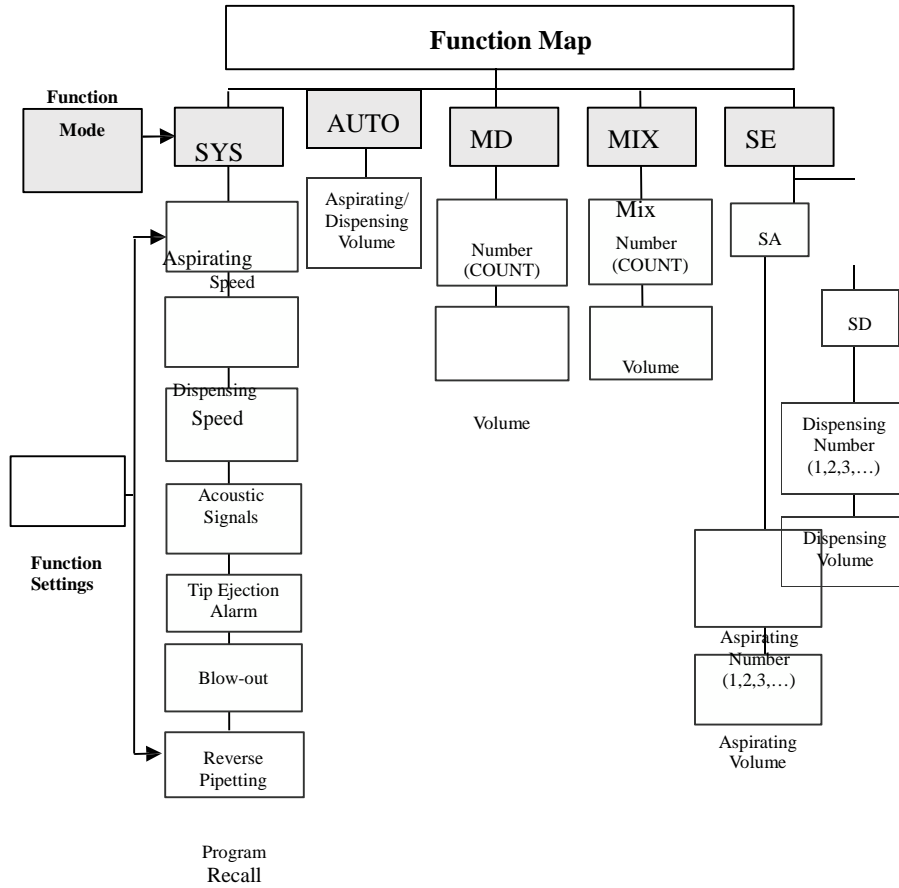 Function Map
Function
Mode
SYS
AUTO
MD
MIX
SE
Aspirating
Speed
Dispensing
Speed
Acoustic
Signals
Tip Ejection
Alarm
Blow-out
Reverse
Pipetting
Program
Recall
Function
Settings
Aspirating/
Dispensing
Volume
Number
(COUNT)
Volume
Mix
Number
(COUNT)
Volume
SA
Aspirating
Number
(1,2,3,…)
Aspirating
Volume
SD
Dispensing
Number
(1,2,3,…)
Dispensing
Volume